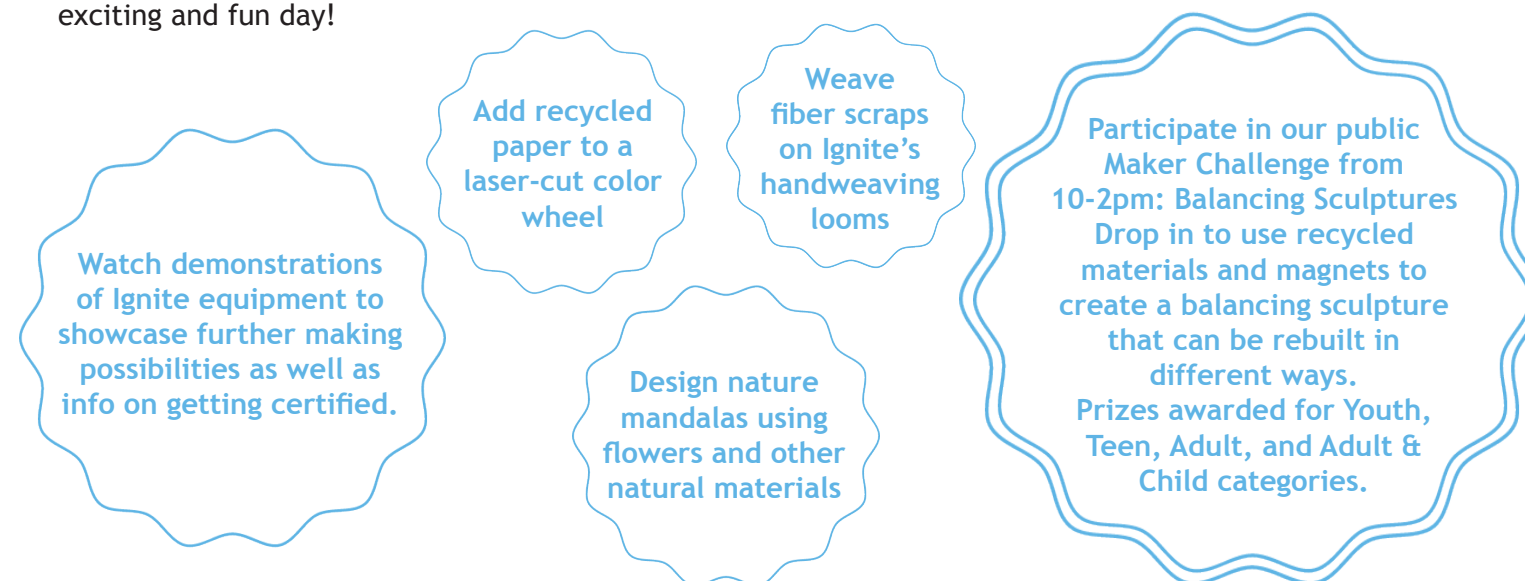 exciting and fun day!
Watch demonstrations
of Ignite equipment to
showcase further making
possibilities as well as
info on getting certified.
Add recycled
paper to a
laser-cut color
wheel
Weave
fiber scraps
on Ignite's
handweaving
looms
Design nature
mandalas using
flowers and other
natural materials
Participate in our public
Maker Challenge from
10-2pm: Balancing Sculptures
Drop in to use recycled
materials and magnets to
create a balancing sculpture
that can be rebuilt in
different ways.
Prizes awarded for Youth,
Teen, Adult, and Adult &
Child categories.